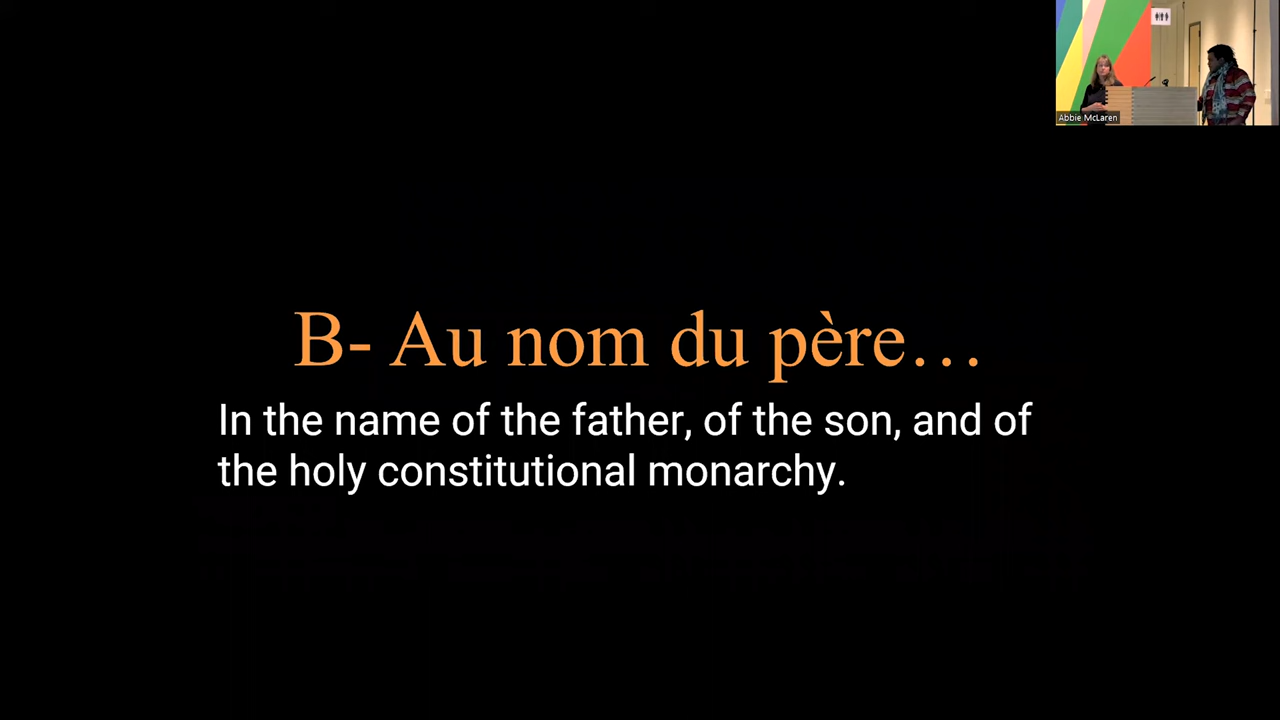 Abbie McLaren
B- Au nom du père…
In the name of the father, of the son, and of
the holy constitutional monarchy.